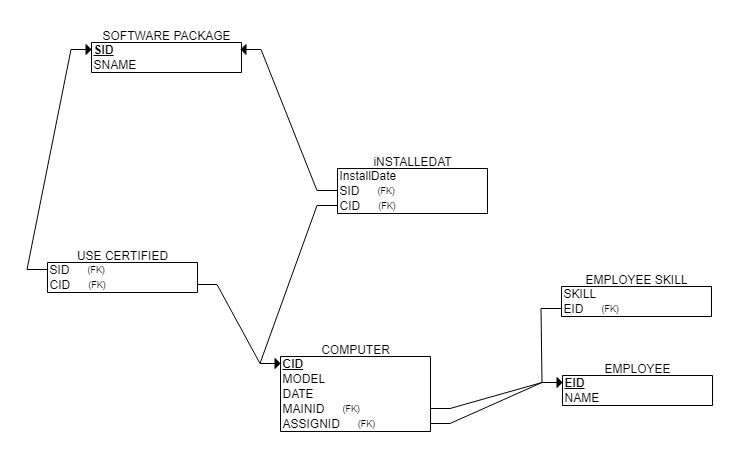 SOFTWARE PACKAGE
SID
SNAME
iNSTALLEDAT
InstallDate
SID (FK)
CID (FK)
USE CERTIFIED
SID (FK)
CID (FK)
EMPLOYEE SKILL
SKILL
EID (FK)
COMPUTER
CID
MODEL
DATE
MAINID (FK)
ASSIGNID (FK)
EMPLOYEE
EID
NAME